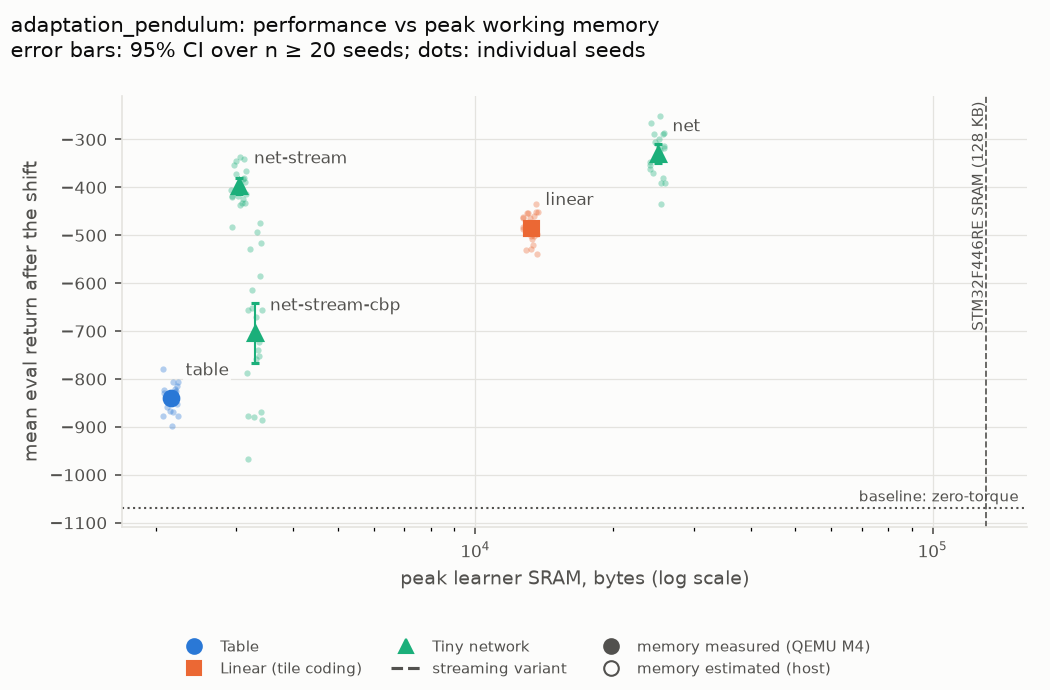 adaptation_pendulum: performance vs peak working memory
error bars: 95% CI over n ≥ 20 seeds; dots: individual seeds
mean eval return after the shift
−300
−400
−500
−600
−700
−800
−900
−1000
−1100
net-stream
net
linear
net-stream-cbp
table
STM32F446RE SRAM (128 KB)
baseline: zero-torque
10⁴
10⁵
peak learner SRAM, bytes (log scale)
Table
Linear (tile coding)
Tiny network
streaming variant
memory measured (QEMU M4)
memory estimated (host)